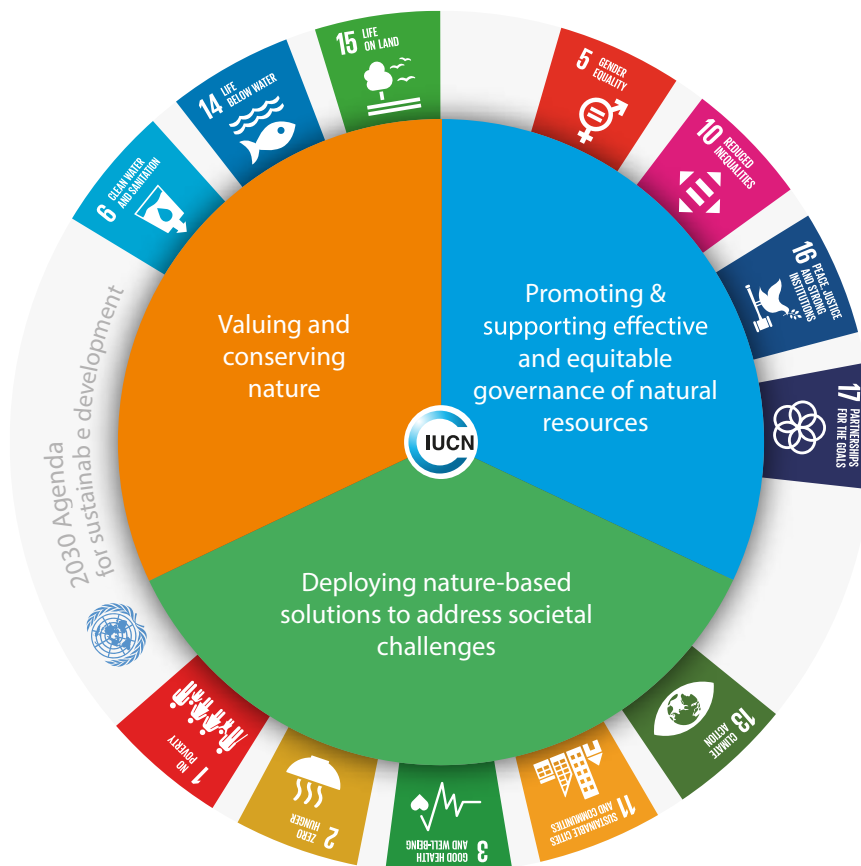 15 LIFE
ON LAND
14 LIFE
BELOW WATER
6 CLEAN WATER
AND SANITATION
5 GENDER
EQUALITY
10 REDUCED
INEQUALITIES
16 PEACE, JUSTICE
AND STRONG
INSTITUTIONS
17 PARTNERSHIPS
FOR THE GOALS
Valuing and
conserving
nature
Promoting &
supporting effective
and equitable
governance of natural
resources
IUCN
Deploying nature-based
solutions to address societal
challenges
2030 Agenda
for sustainab e development
1 NO
POVERTY
2 ZERO
HUNGER
3 GOOD HEALTH
AND WELL-BEING
11 SUSTAINABLE CITIES
AND COMMUNITIES
13 CLIMATE
ACTION